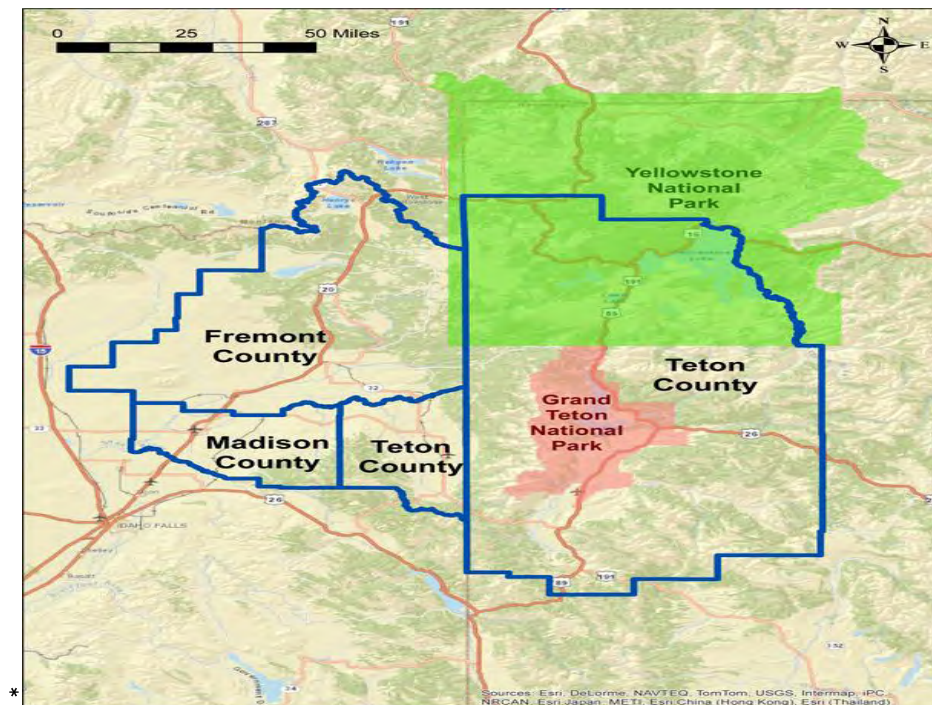 0 25 50 Miles
N
W E
S
191
287
Yellowstone
National
Park
20
15
Fremont
County
Teton
County
32
33
Grand
Teton
National
Park
Madison
County
Teton
County
26
26
IDAHO FALLS
89
191
34
*
Sources: Esri, DeLorme, NAVTEQ, TomTom, USGS, Intermap, iPC,
NRCAN, Esri Japan, METI, Esri China (Hong Kong), Esri (Thailand)